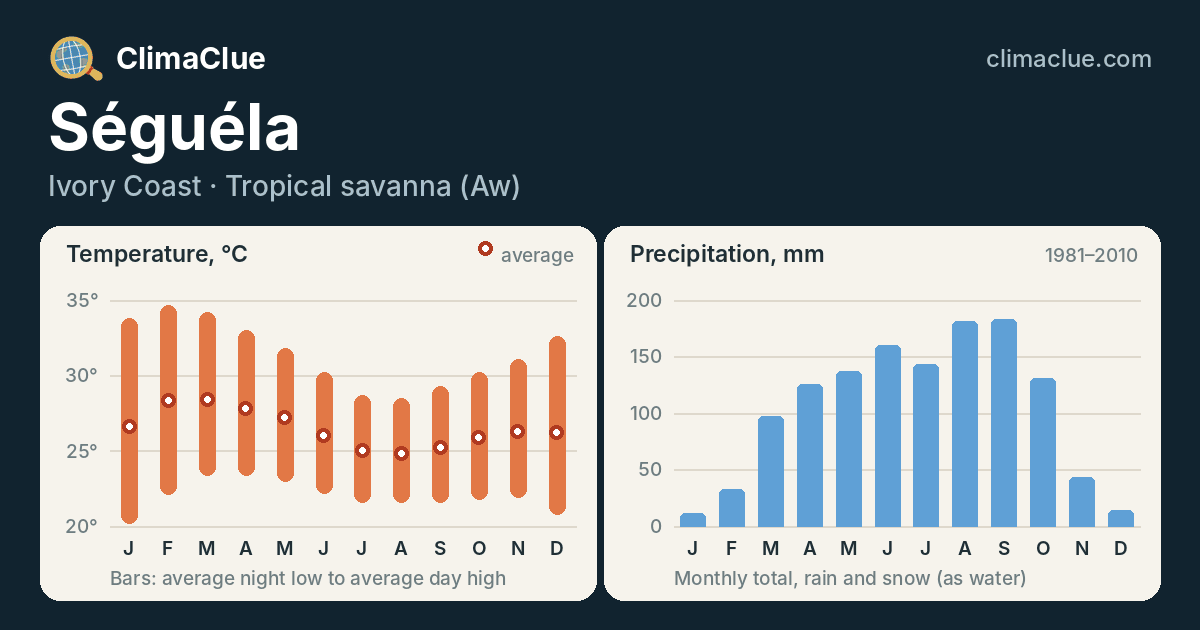 ClimaClue
climaclue.com
Séguéla
Ivory Coast · Tropical savanna (Aw)
Temperature, °C
average
35°
30°
25°
20°
J F M A M J J A S O N D
Bars: average night low to average day high
Precipitation, mm
1981–2010
200
150
100
50
0
J F M A M J J A S O N D
Monthly total, rain and snow (as water)